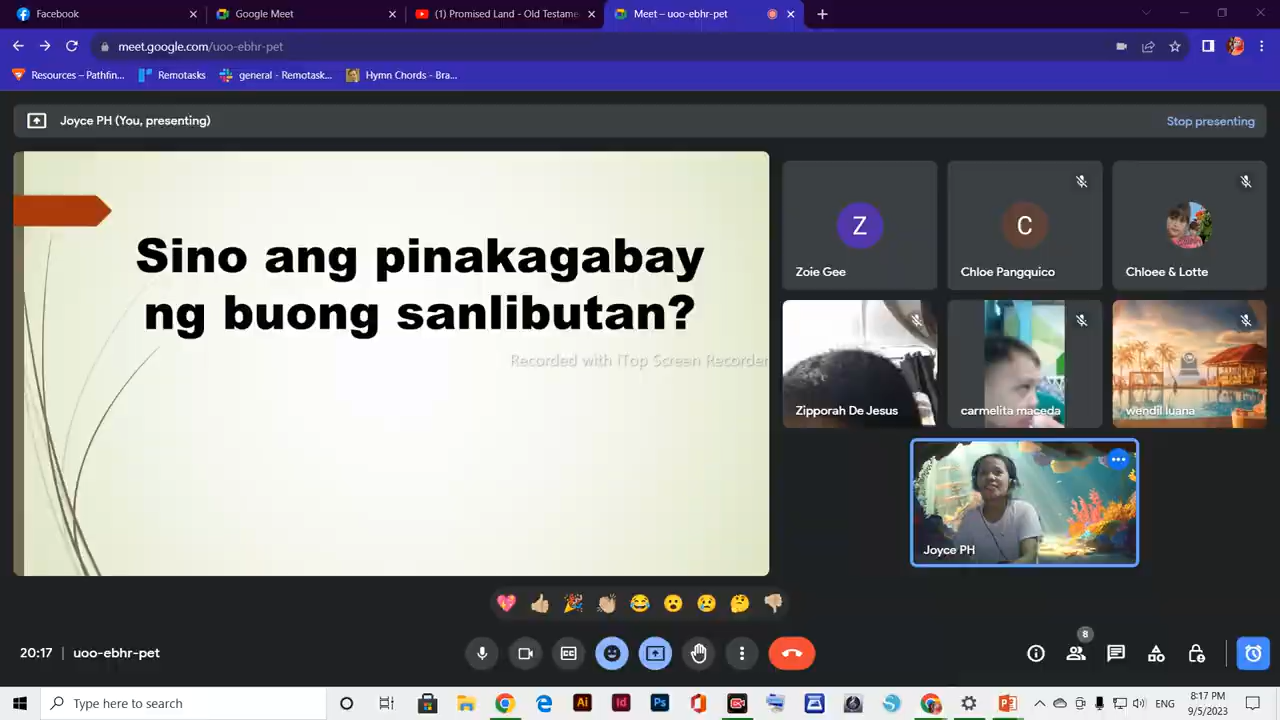 Facebook
Google Meet
(1) Promised Land - Old Testame
Meet – uoo-ebhr-pet
meet.google.com/uoo-ebhr-pet
Resources – Pathfin...
Remotasks
general - Remotask...
Hymn Chords - Bra...
Joyce PH (You, presenting)
Stop presenting
Sino ang pinakagabay
ng buong sanlibutan?
Recorded with iTop Screen Recorder
Z
Zoie Gee
C
Chloe Pangquico
Chloee & Lotte
Zipporah De Jesus
carmelita maceda
wendil luana
Joyce PH
20:17 | uoo-ebhr-pet
8
Type here to search
Ai
Id
Ps
ENG
8:17 PM
9/5/2023